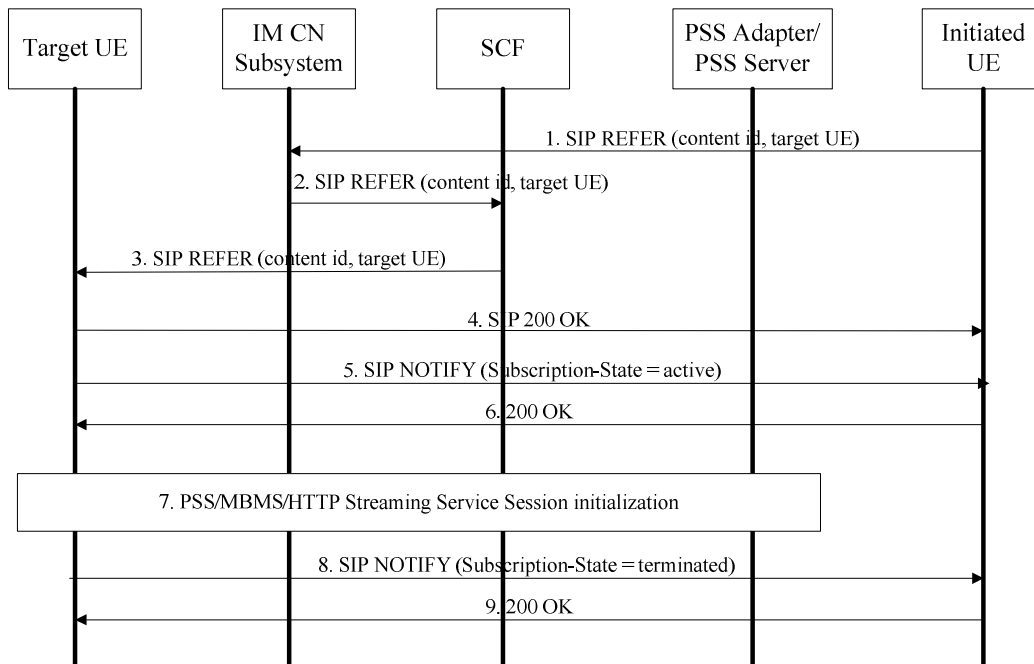 Target UE
IM CN
Subsystem
SCF
PSS Adapter/
PSS Server
Initiated
UE
1. SIP REFER (content id, target UE)
2. SIP REFER (content id, target UE)
3. SIP REFER (content id, target UE)
4. SIP 200 OK
5. SIP NOTIFY (Subscription-State = active)
6. 200 OK
7. PSS/MBMS/HTTP Streaming Service Session initialization
8. SIP NOTIFY (Subscription-State = terminated)
9. 200 OK